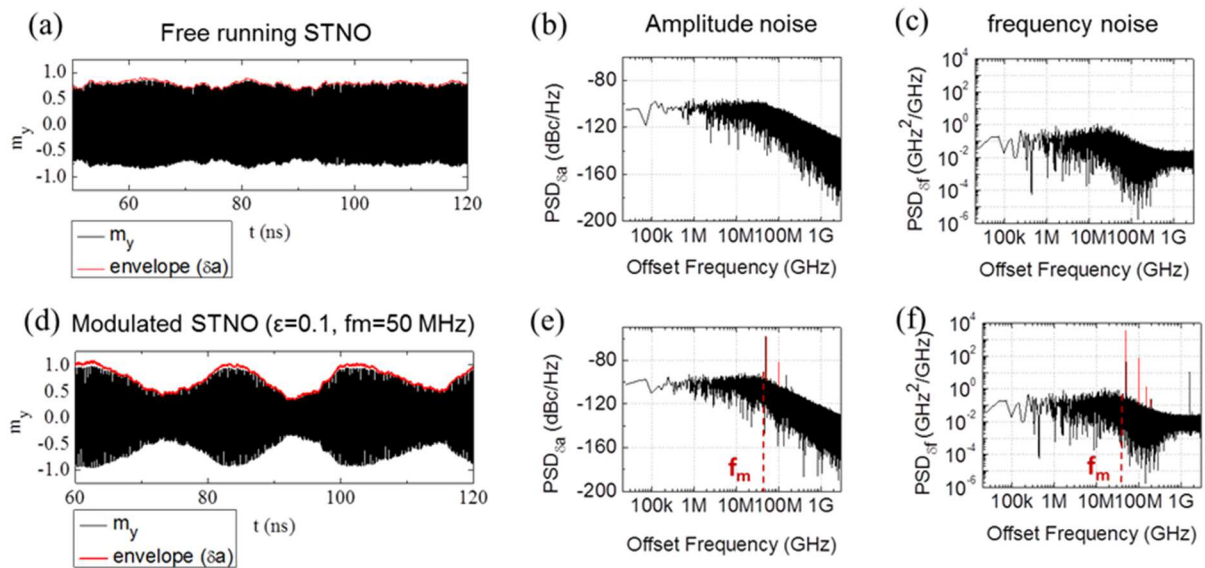 (a)
Free running STNO
1.0
0.5
0.0
-0.5
-1.0
m_y
60 80 100 120
t (ns)
m_y
envelope (δa)
(b)
Amplitude noise
-80
-120
-160
-200
PSD_δa (dBc/Hz)
100k 1M 10M 100M 1G
Offset Frequency (GHz)
(c)
frequency noise
10^4
10^2
10^0
10^-2
10^-4
10^-6
PSD_δf (GHz^2/GHz)
100k 1M 10M 100M 1G
Offset Frequency (GHz)
(d)
Modulated STNO (ε=0.1, fm=50 MHz)
1.0
0.5
0.0
-0.5
-1.0
m_y
60 80 100 120
t (ns)
m_y
envelope (δa)
(e)
-80
-120
-160
-200
PSD_δa (dBc/Hz)
f_m
100k 1M 10M 100M 1G
Offset Frequency (GHz)
(f)
10^4
10^2
10^0
10^-2
10^-4
10^-6
PSD_δf (GHz^2/GHz)
f_m
100k 1M 10M 100M 1G
Offset Frequency (GHz)